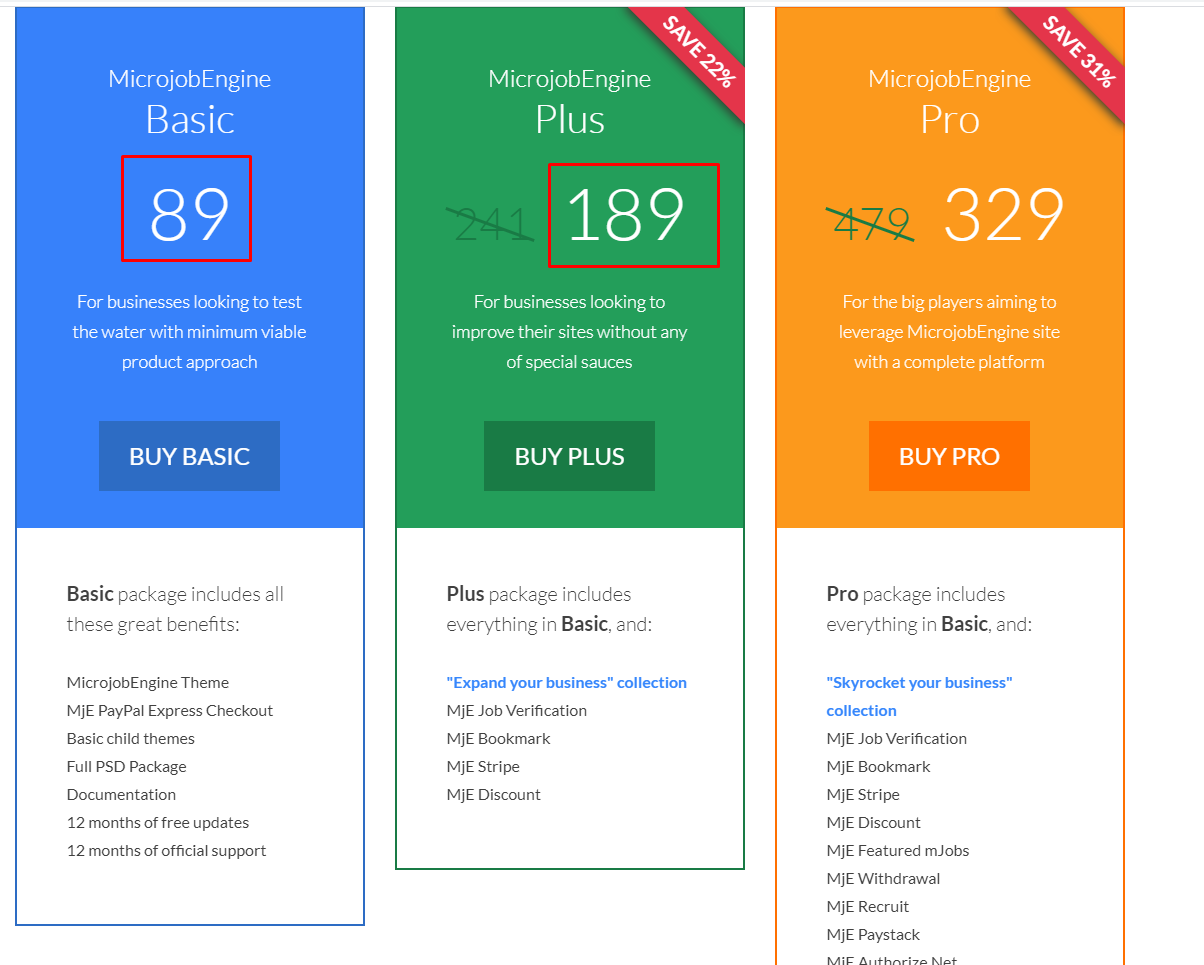 MicrojobEngine
Basic
89
For businesses looking to test
the water with minimum viable
product approach
BUY BASIC
Basic package includes all
these great benefits:
MicrojobEngine Theme
MjE PayPal Express Checkout
Basic child themes
Full PSD Package
Documentation
12 months of free updates
12 months of official support
SAVE 22%
MicrojobEngine
Plus
241 189
For businesses looking to
improve their sites without any
of special sauces
BUY PLUS
Plus package includes
everything in Basic, and:
"Expand your business" collection
MjE Job Verification
MjE Bookmark
MjE Stripe
MjE Discount
SAVE 31%
MicrojobEngine
Pro
479 329
For the big players aiming to
leverage MicrojobEngine site
with a complete platform
BUY PRO
Pro package includes
everything in Basic, and:
"Skyrocket your business"
collection
MjE Job Verification
MjE Bookmark
MjE Stripe
MjE Discount
MjE Featured mJobs
MjE Withdrawal
MjE Recruit
MjE Paystack
MjE Authorize Net